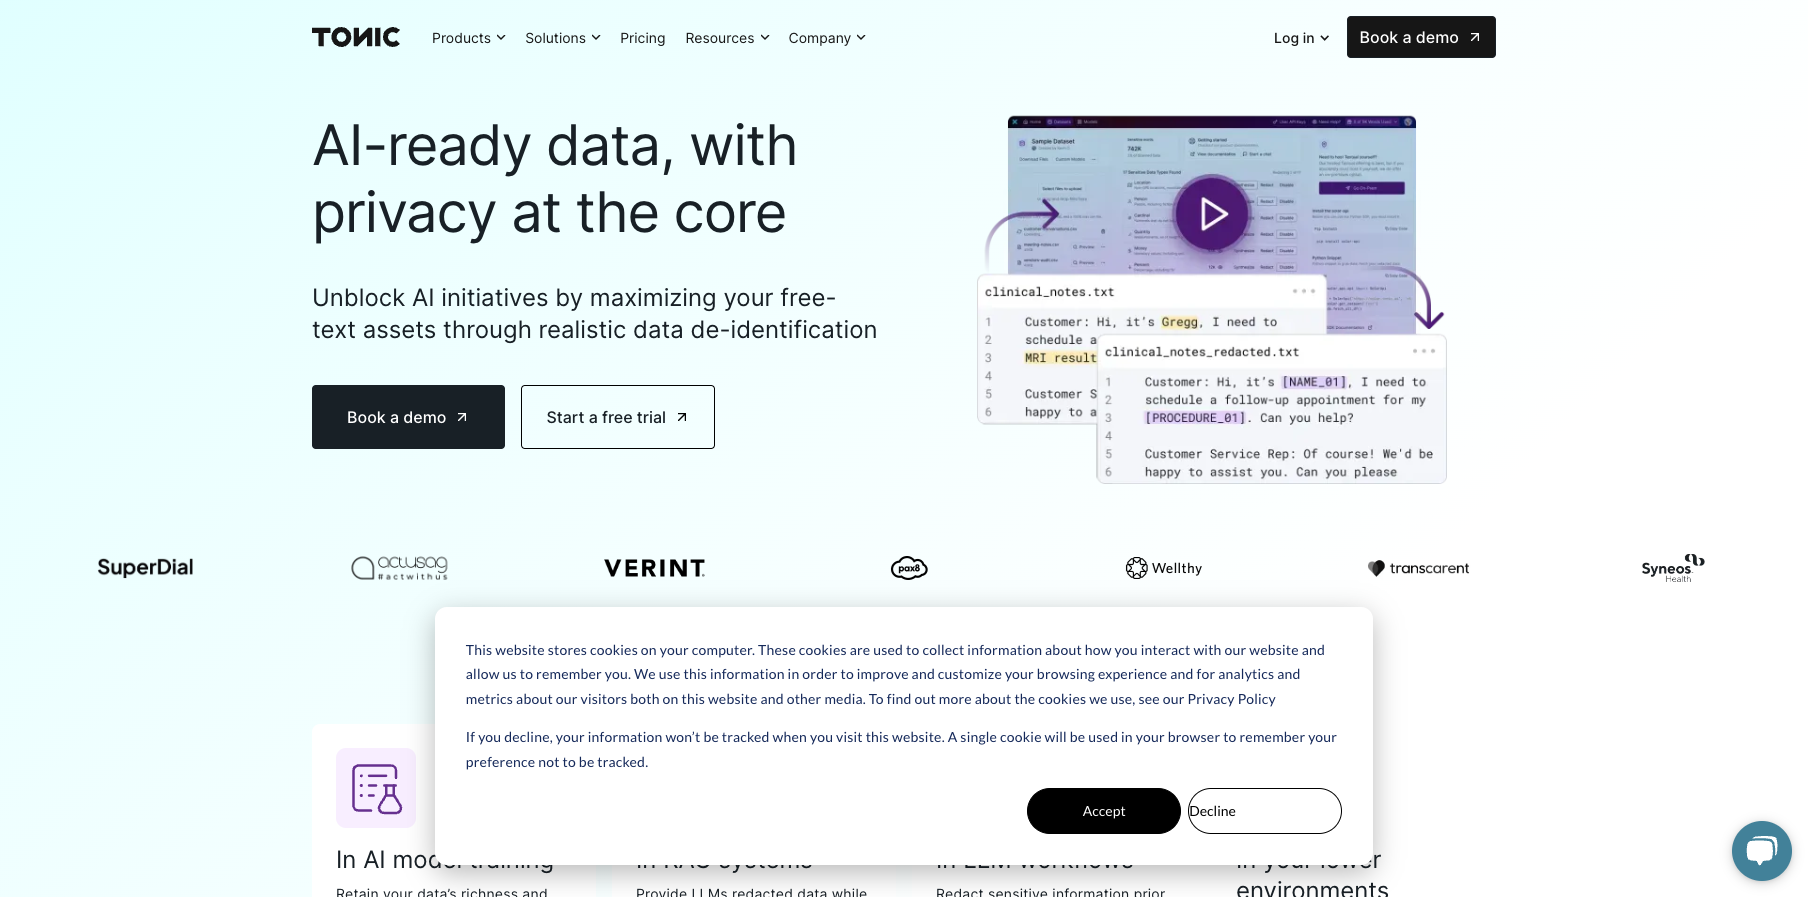 TONIC
Products
Solutions
Pricing
Resources
Company
Log in
Book a demo
AI-ready data, with
privacy at the core
Unblock AI initiatives by maximizing your free-
text assets through realistic data de-identification
Book a demo
Start a free trial
Sample Dataset
782K
clinical_notes.txt
1 Customer: Hi, it's Gregg, I need to
2 schedule a
3 MRI result
4
5 Customer S
6 happy to a
clinical_notes_redacted.txt
1 Customer: Hi, it's [NAME_01], I need to
2 schedule a follow-up appointment for my
3 [PROCEDURE_01]. Can you help?
4
5 Customer Service Rep: Of course! We'd be
6 happy to assist you. Can you please
SuperDial
actusag
#actwithus
VERINT
pax8
Wellthy
transcarent
Syneos
Health
This website stores cookies on your computer. These cookies are used to collect information about how you interact with our website and
allow us to remember you. We use this information in order to improve and customize your browsing experience and for analytics and
metrics about our visitors both on this website and other media. To find out more about the cookies we use, see our Privacy Policy
If you decline, your information won't be tracked when you visit this website. A single cookie will be used in your browser to remember your
preference not to be tracked.
Accept
Decline
In AI model training
Retain your data's richness and
In RAG systems
Provide LLMs redacted data while
In LLM workflows
Redact sensitive information prior
In your lower
environments